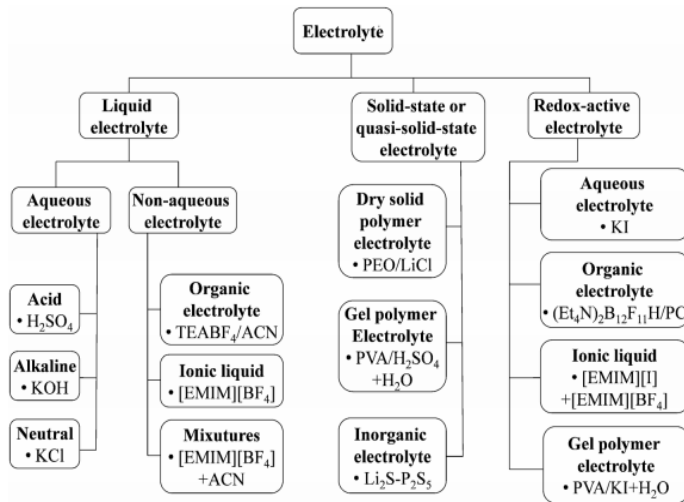 Electrolyte
Liquid
electrolyte
Solid-state or
quasi-solid-state
electrolyte
Redox-active
electrolyte
Aqueous
electrolyte
Non-aqueous
electrolyte
Acid
• H₂SO₄
Alkaline
• KOH
Neutral
• KCl
Organic
electrolyte
• TEABF₄/ACN
Ionic liquid
• [EMIM][BF₄]
Mixutures
• [EMIM][BF₄]
+ACN
Dry solid
polymer
electrolyte
• PEO/LiCl
Gel polymer
Electrolyte
• PVA/H₂SO₄
+H₂O
Inorganic
electrolyte
• Li₂S-P₂S₅
Aqueous
electrolyte
• KI
Organic
electrolyte
• (Et₄N)₂B₁₂F₁₁H/PC
Ionic liquid
• [EMIM][I]
+[EMIM][BF₄]
Gel polymer
electrolyte
• PVA/KI+H₂O